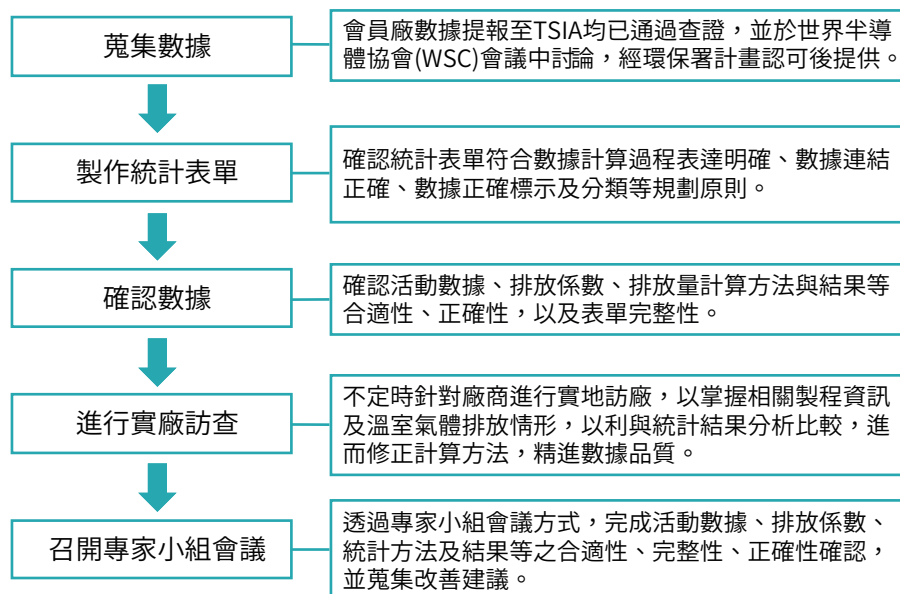 蒐集數據
會員廠數據提報至TSIA均已通過查證，並於世界半導
體協會(WSC)會議中討論，經環保署計畫認可後提供。
製作統計表單
確認統計表單符合數據計算過程表達明確、數據連結
正確、數據正確標示及分類等規劃原則。
確認數據
確認活動數據、排放係數、排放量計算方法與結果等
合適性、正確性，以及表單完整性。
進行實廠訪查
不定時針對廠商進行實地訪廠，以掌握相關製程資訊
及溫室氣體排放情形，以利與統計結果分析比較，進
而修正計算方法，精進數據品質。
召開專家小組會議
透過專家小組會議方式，完成活動數據、排放係數、
統計方法及結果等之合適性、完整性、正確性確認，
並蒐集改善建議。